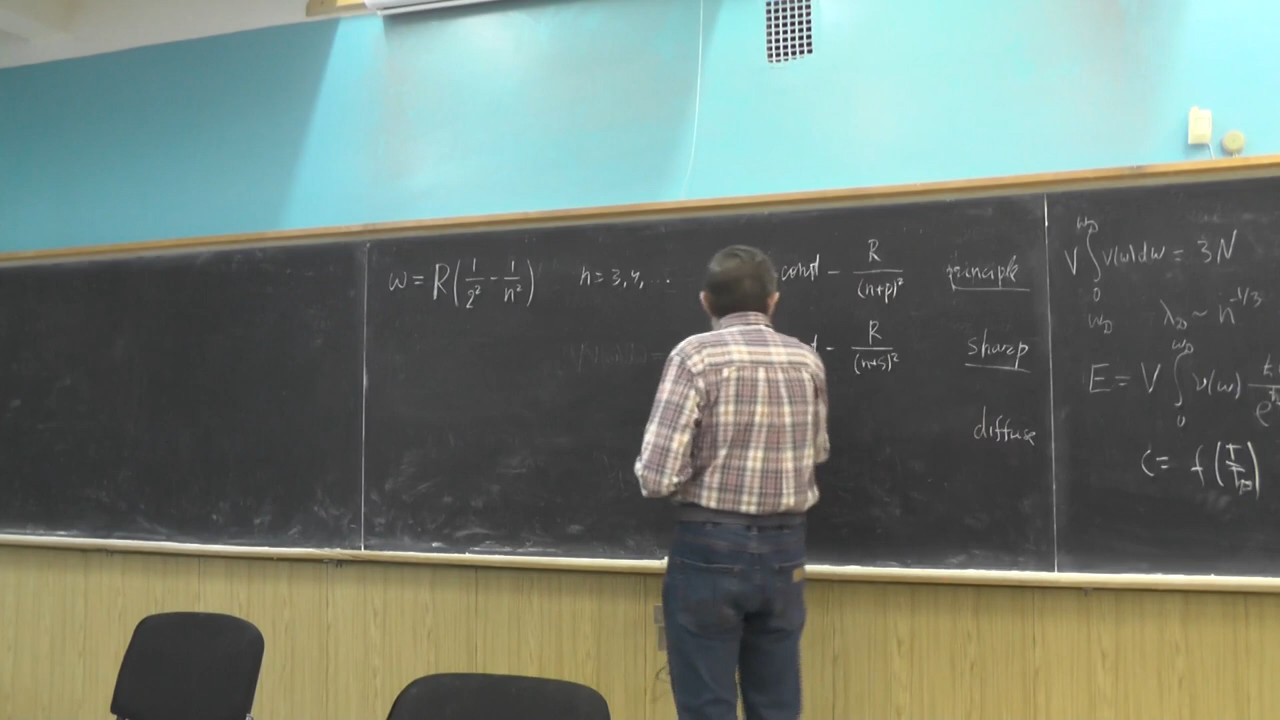 ω = R(1/2² - 1/n²) n = 3, 4, ...
const - R/(n+p)² principle
- R/(n+s)² sharp
diffuse
V ∫₀^ω_D ν(ω)dω = 3N
ω_D λ_D ~ n^(-1/3)
E = V ∫₀^ω_D ν(ω)
C = f(T/T_D)